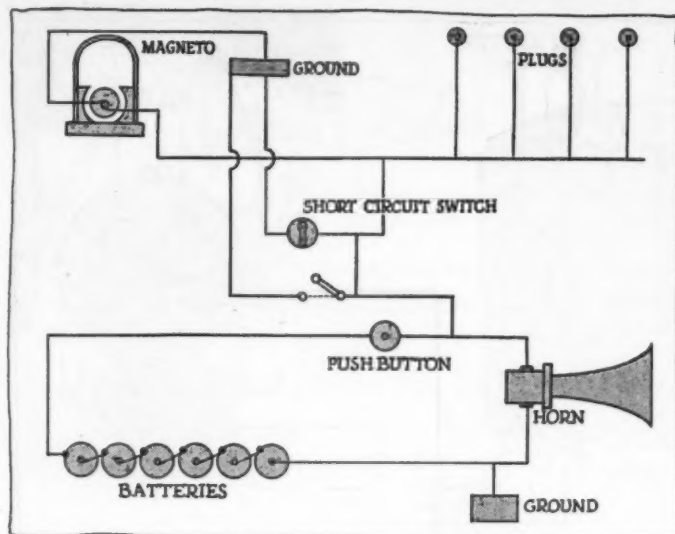 MAGNETO
GROUND
PLUGS
SHORT CIRCUIT SWITCH
PUSH BUTTON
HORN
BATTERIES
GROUND